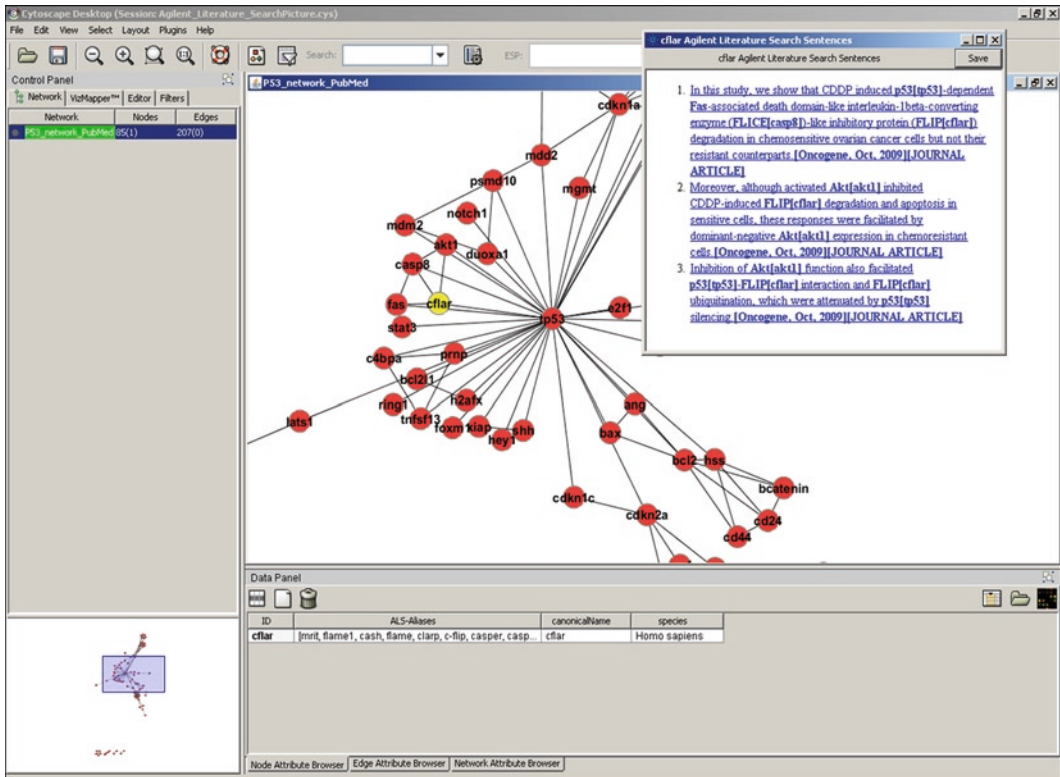 Cytoscape Desktop (Session: Agilent_Literature_SearchPicture.cys)
File Edit View Select Layout Plugins Help
Search:
ESP:
Control Panel
Network VizMapper™ Editor Filters
Network Nodes Edges
P53_network_PubMed 85(1) 207(0)
P53_network_PubMed
cdkn1a
mdd2
psmd10
mgmt
notch1
mdm2
akt1
duoxa1
casp8
fas
cflar
tp53
e2f1
stat3
c4bpa
prnp
bcl2l1
ring1
h2afx
tnfsf13
lats1
foxm1
xiap
hey1
shh
ang
bax
bcl2
hss
bcatenin
cdkn1c
cdkn2a
cd24
cd44
cflar Agilent Literature Search Sentences
cflar Agilent Literature Search Sentences
Save
1. In this study, we show that CDDP induced p53[tp53]-dependent
Fas-associated death domain-like interleukin-1beta-converting
enzyme (FLICE[casp8])-like inhibitory protein (FLIP[cflar])
degradation in chemosensitive ovarian cancer cells but not their
resistant counterparts.[Oncogene, Oct, 2009][JOURNAL
ARTICLE]
2. Moreover, although activated Akt[akt1] inhibited
CDDP-induced FLIP[cflar] degradation and apoptosis in
sensitive cells, these responses were facilitated by
dominant-negative Akt[akt1] expression in chemoresistant
cells.[Oncogene, Oct, 2009][JOURNAL ARTICLE]
3. Inhibition of Akt[akt1] function also facilitated
p53[tp53]-FLIP[cflar] interaction and FLIP[cflar]
ubiquitination, which were attenuated by p53[tp53]
silencing.[Oncogene, Oct, 2009][JOURNAL ARTICLE]
Data Panel
ID ALS-Aliases canonicalName species
cflar [mrit, flame1, cash, flame, clarp, c-flip, casper, casp... cflar Homo sapiens
Node Attribute Browser Edge Attribute Browser Network Attribute Browser